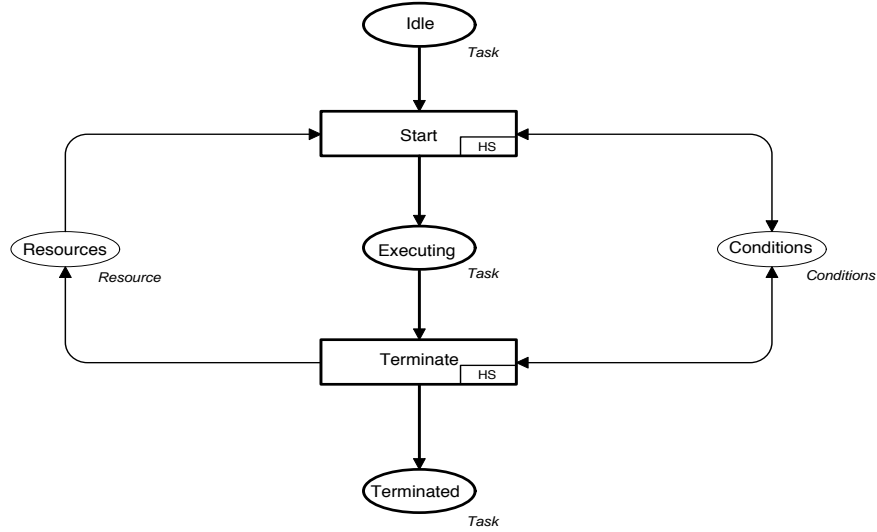 Idle
Task
Start
HS
Resources
Resource
Executing
Task
Conditions
Conditions
Terminate
HS
Terminated
Task